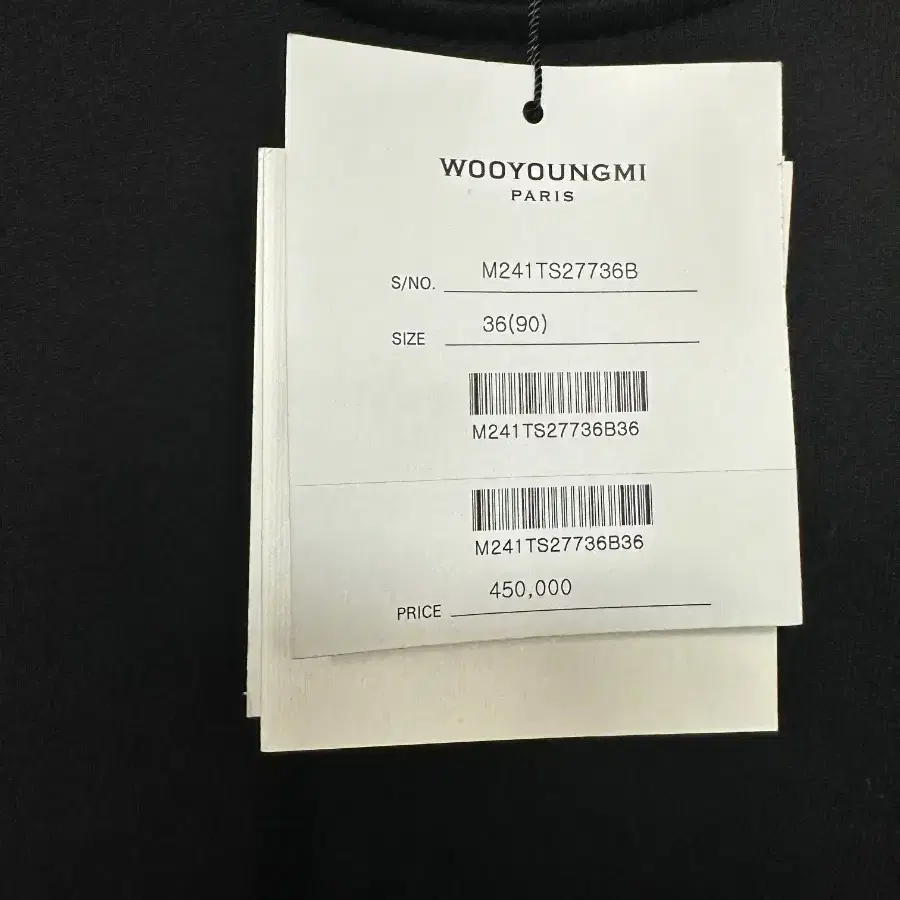 WOOYOUNGMI
PARIS
S/NO. M241TS27736B
SIZE 36(90)
M241TS27736B36
M241TS27736B36
450,000
PRICE